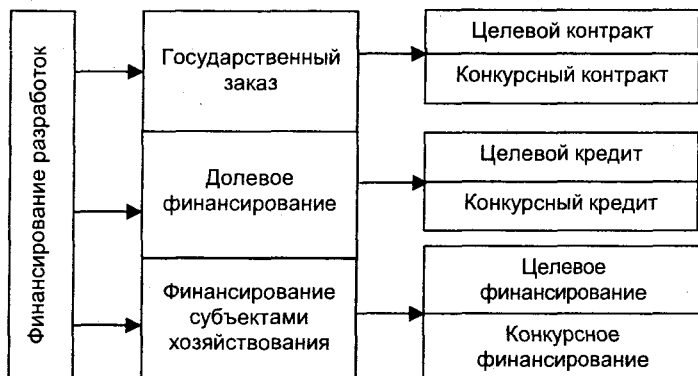 Финансирование разработок
Государственный
заказ
Целевой контракт
Конкурсный контракт
Долевое
финансирование
Целевой кредит
Конкурсный кредит
Финансирование
субъектами
хозяйствования
Целевое
финансирование
Конкурсное
финансирование